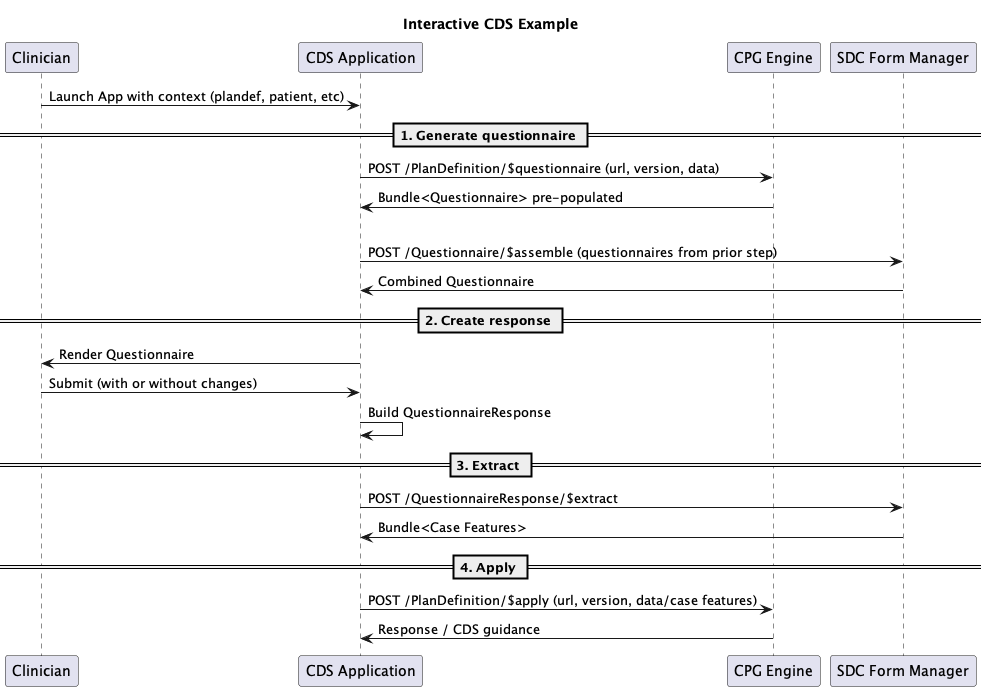 Interactive CDS Example
Clinician
CDS Application
CPG Engine
SDC Form Manager
Launch App with context (plandef, patient, etc)
1. Generate questionnaire
POST /PlanDefinition/$questionnaire (url, version, data)
Bundle<Questionnaire> pre-populated
POST /Questionnaire/$assemble (questionnaires from prior step)
Combined Questionnaire
2. Create response
Render Questionnaire
Submit (with or without changes)
Build QuestionnaireResponse
3. Extract
POST /QuestionnaireResponse/$extract
Bundle<Case Features>
4. Apply
POST /PlanDefinition/$apply (url, version, data/case features)
Response / CDS guidance
Clinician
CDS Application
CPG Engine
SDC Form Manager